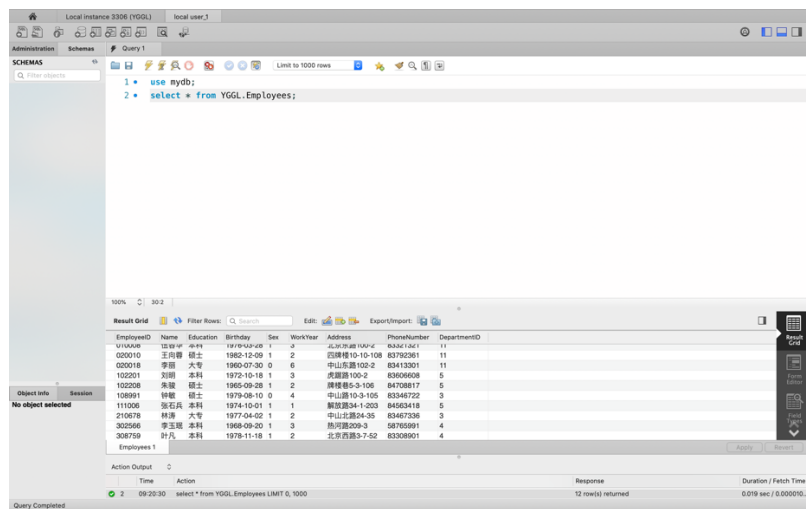 Local instance 3306 (YGGL) local user_1
Administration Schemas Query 1
SCHEMAS
Filter objects
Limit to 1000 rows
1 use mydb;
2 select * from YGGL.Employees;
100% 30:2
Result Grid Filter Rows: Search Edit: Export/Import:
EmployeeID Name Education Birthday Sex WorkYear Address PhoneNumber DepartmentID
020010 王向蓉 硕士 1982-12-09 1 2 四牌楼10-10-108 83792361 11
020018 李丽 大专 1960-07-30 0 6 中山东路102-2 83413301 11
102201 刘明 本科 1972-10-18 1 3 虎踞路100-2 83606608 5
102208 朱骏 硕士 1965-09-28 1 2 牌楼巷5-3-106 84708817 5
108991 钟敏 硕士 1979-08-10 0 4 中山路10-3-105 83346722 3
111006 张石兵 本科 1974-10-01 1 1 解放路34-1-203 84563418 5
210678 林涛 大专 1977-04-02 1 2 中山北路24-35 83467336 3
302566 李玉珉 本科 1968-09-20 1 3 热河路209-3 58765991 4
308759 叶凡 本科 1978-11-18 1 2 北京西路3-7-52 83308901 4
Result Grid
Form Editor
Field Types
Object Info Session
No object selected
Employees 1 Apply Revert
Action Output
Time Action Response Duration / Fetch Time
2 09:20:30 select * from YGGL.Employees LIMIT 0, 1000 12 row(s) returned 0.019 sec / 0.000010...
Query Completed